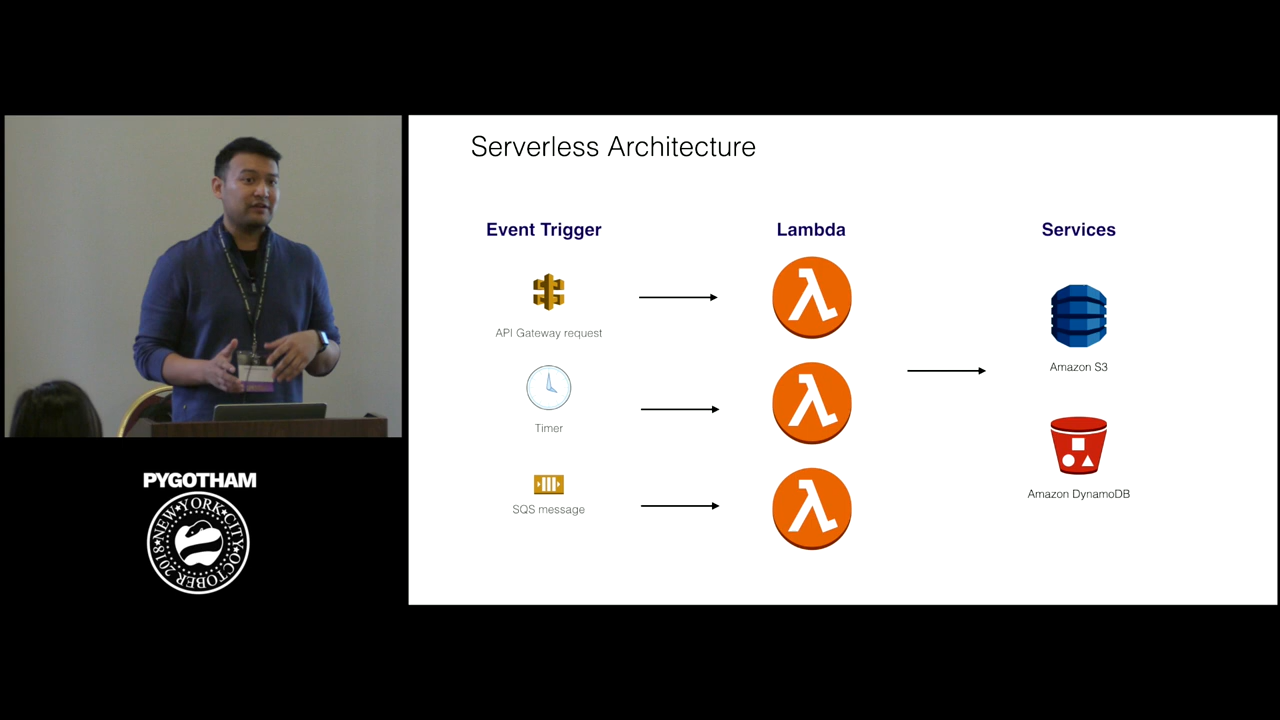 Serverless Architecture
Event Trigger
Lambda
Services
API Gateway request
Timer
SQS message
Amazon S3
Amazon DynamoDB
PYGOTHAM
NEW YORK CITY OCTOBER 2018